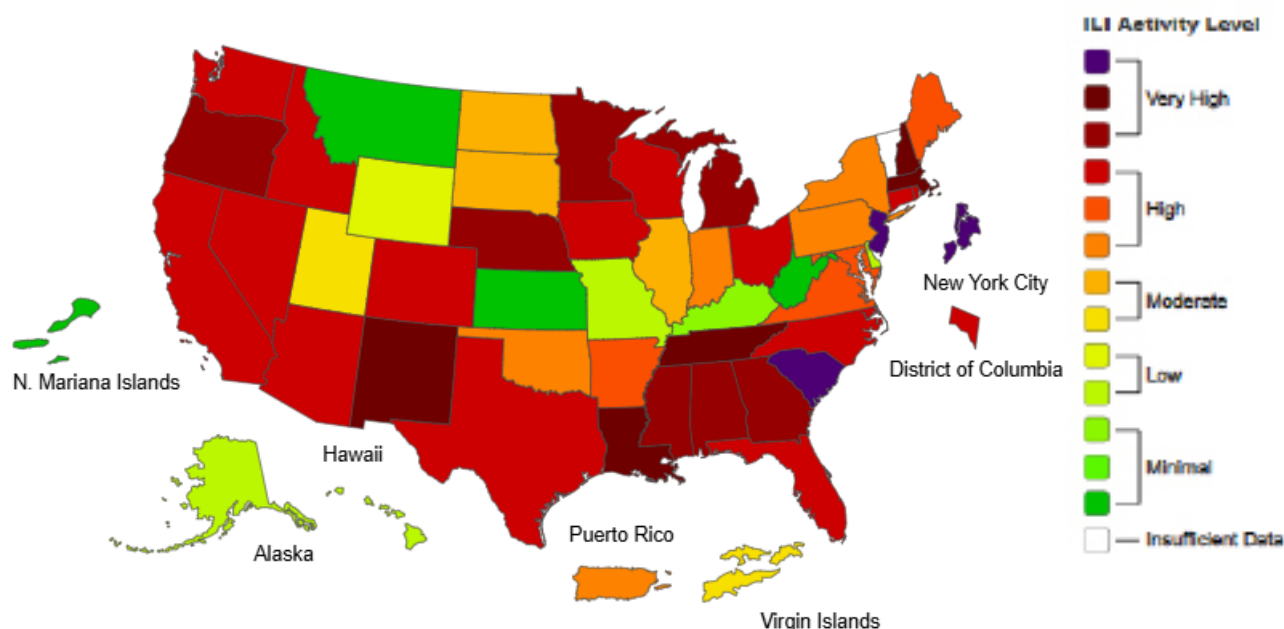 ILI Activity Level
Very High
High
Moderate
Low
Minimal
Insufficient Data
New York City
District of Columbia
N. Mariana Islands
Hawaii
Alaska
Puerto Rico
Virgin Islands